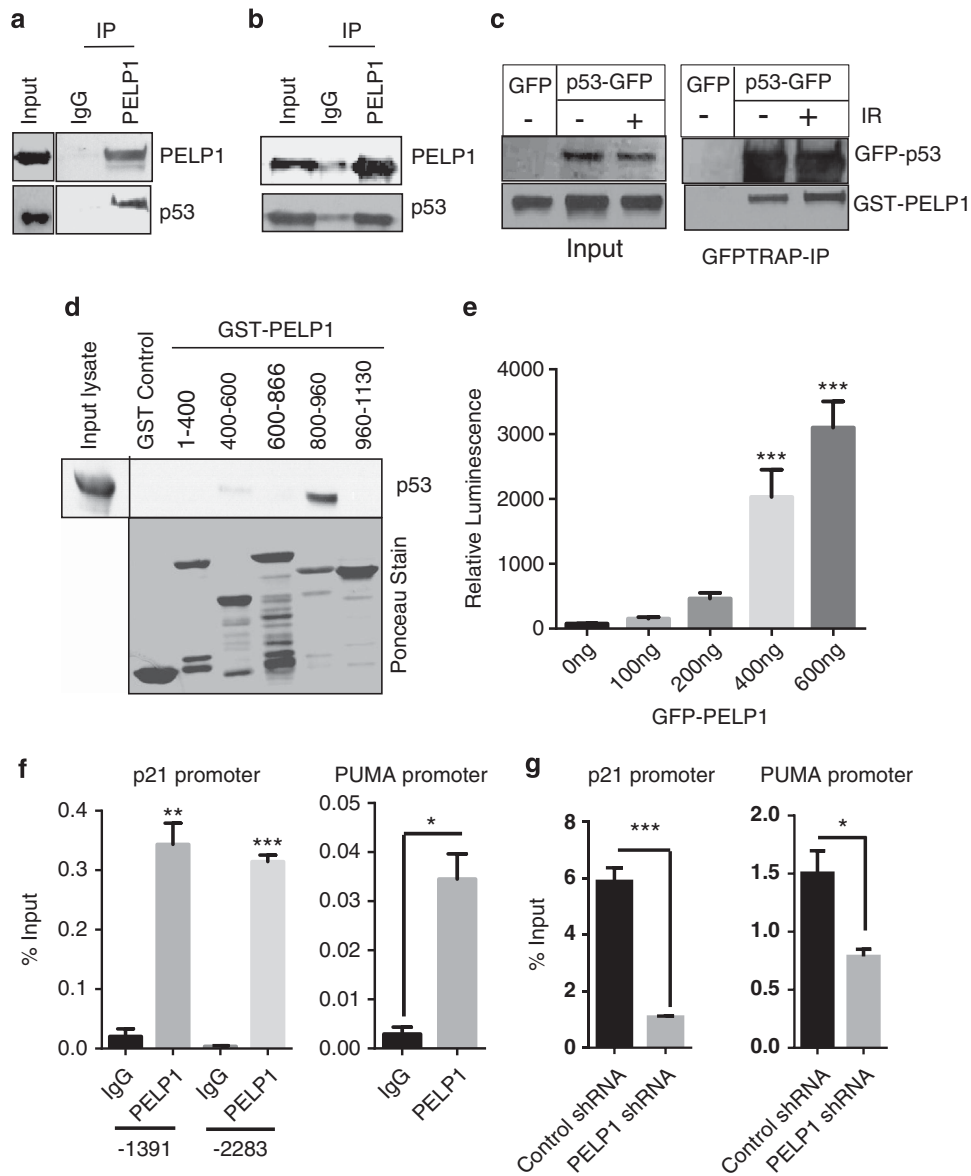 a
IP
Input
IgG
PELP1
PELP1
p53
b
IP
Input
IgG
PELP1
PELP1
p53
c
GFP p53-GFP
- - +
Input
GFP p53-GFP
- - + IR
GFP-p53
GST-PELP1
GFPTRAP-IP
d
GST-PELP1
Input lysate
GST Control
1-400
400-600
600-866
800-960
960-1130
p53
Ponceau Stain
e
Relative Luminescence
4000
3000
2000
1000
0
***
***
0ng
100ng
200ng
400ng
600ng
GFP-PELP1
f
p21 promoter
% Input
0.4
0.3
0.2
0.1
0.0
**
***
IgG
PELP1
IgG
PELP1
-1391
-2283
PUMA promoter
0.05
0.04
0.03
0.02
0.01
0.00
*
IgG
PELP1
g
p21 promoter
% Input
8
6
4
2
0
***
Control shRNA
PELP1 shRNA
PUMA promoter
2.0
1.5
1.0
0.5
0.0
*
Control shRNA
PELP1 shRNA